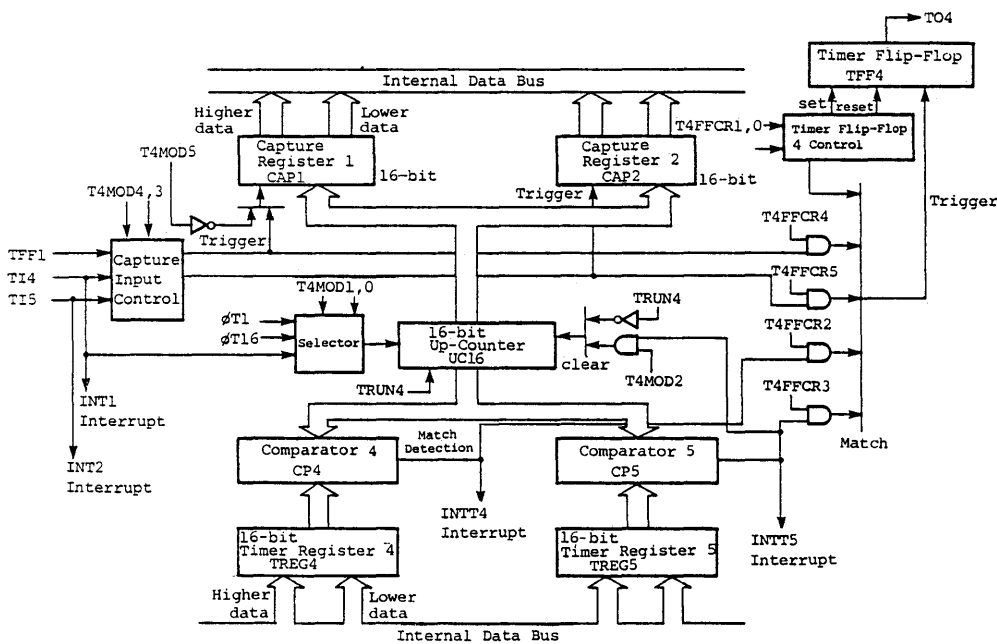 TO4
Timer Flip-Flop
TFF4
Internal Data Bus
Higher
data
Lower
data
set
reset
T4FFCR1,0
Timer Flip-Flop
4 Control
Capture
Register 1
CAP1
16-bit
Capture
Register 2
CAP2
16-bit
T4MOD5
T4MOD4,3
Trigger
Trigger
Trigger
TFF1
TI4
TI5
Capture
Input
Control
T4FFCR4
T4FFCR5
T4FFCR2
T4FFCR3
T4MOD1,0
øT1
øT16
Selector
16-bit
Up-Counter
UC16
TRUN4
clear
T4MOD2
TRUN4
INT1
Interrupt
INT2
Interrupt
Match
Comparator 4
CP4
Match
Detection
Comparator 5
CP5
INTT4
Interrupt
INTT5
Interrupt
16-bit
Timer Register 4
TREG4
16-bit
Timer Register 5
TREG5
Higher
data
Lower
data
Internal Data Bus